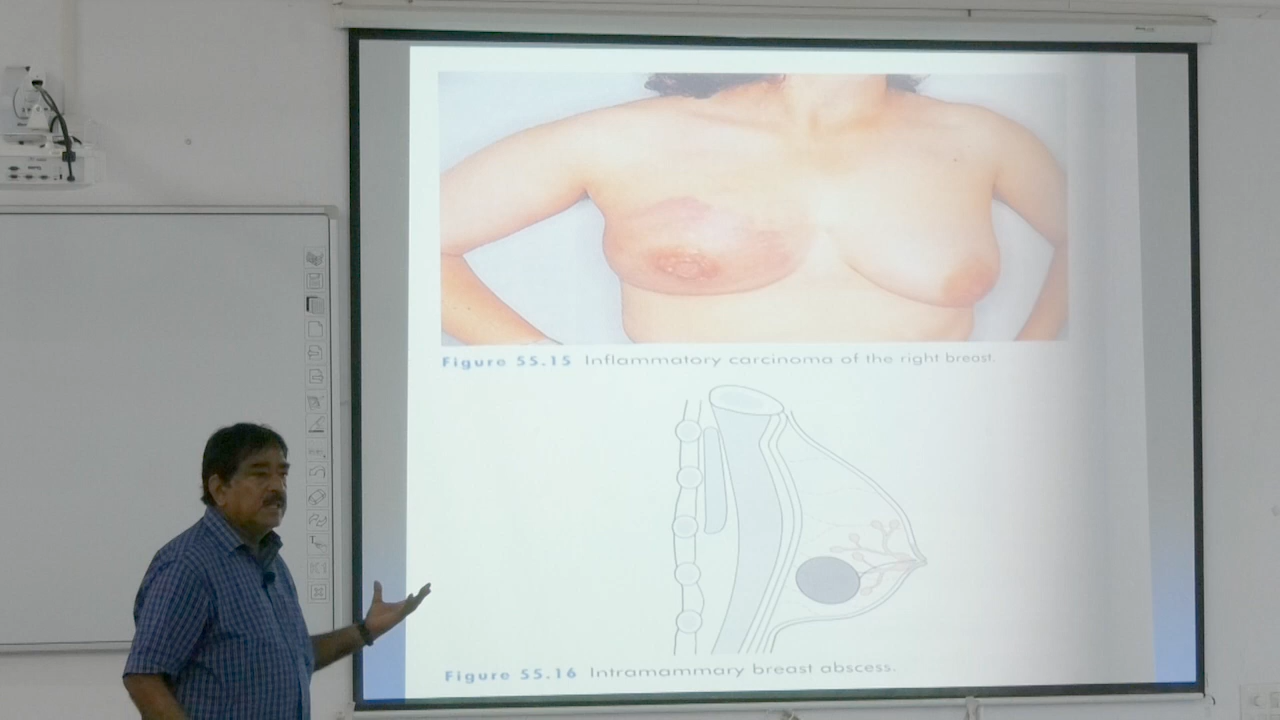 Figure 55.15 Inflammatory carcinoma of the right breast.
Figure 55.16 Intramammary breast abscess.